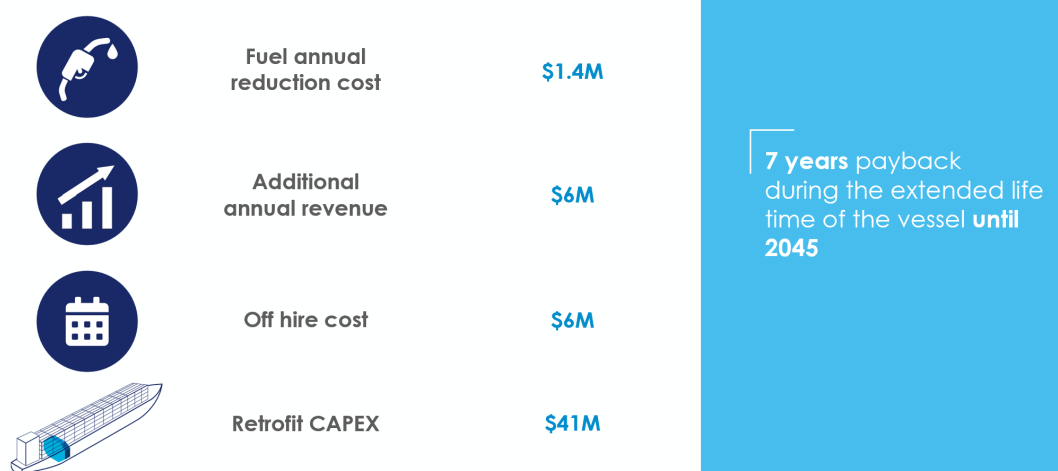 Fuel annual
reduction cost
$1.4M
Additional
annual revenue
$6M
Off hire cost
$6M
Retrofit CAPEX
$41M
7 years payback
during the extended life
time of the vessel until
2045